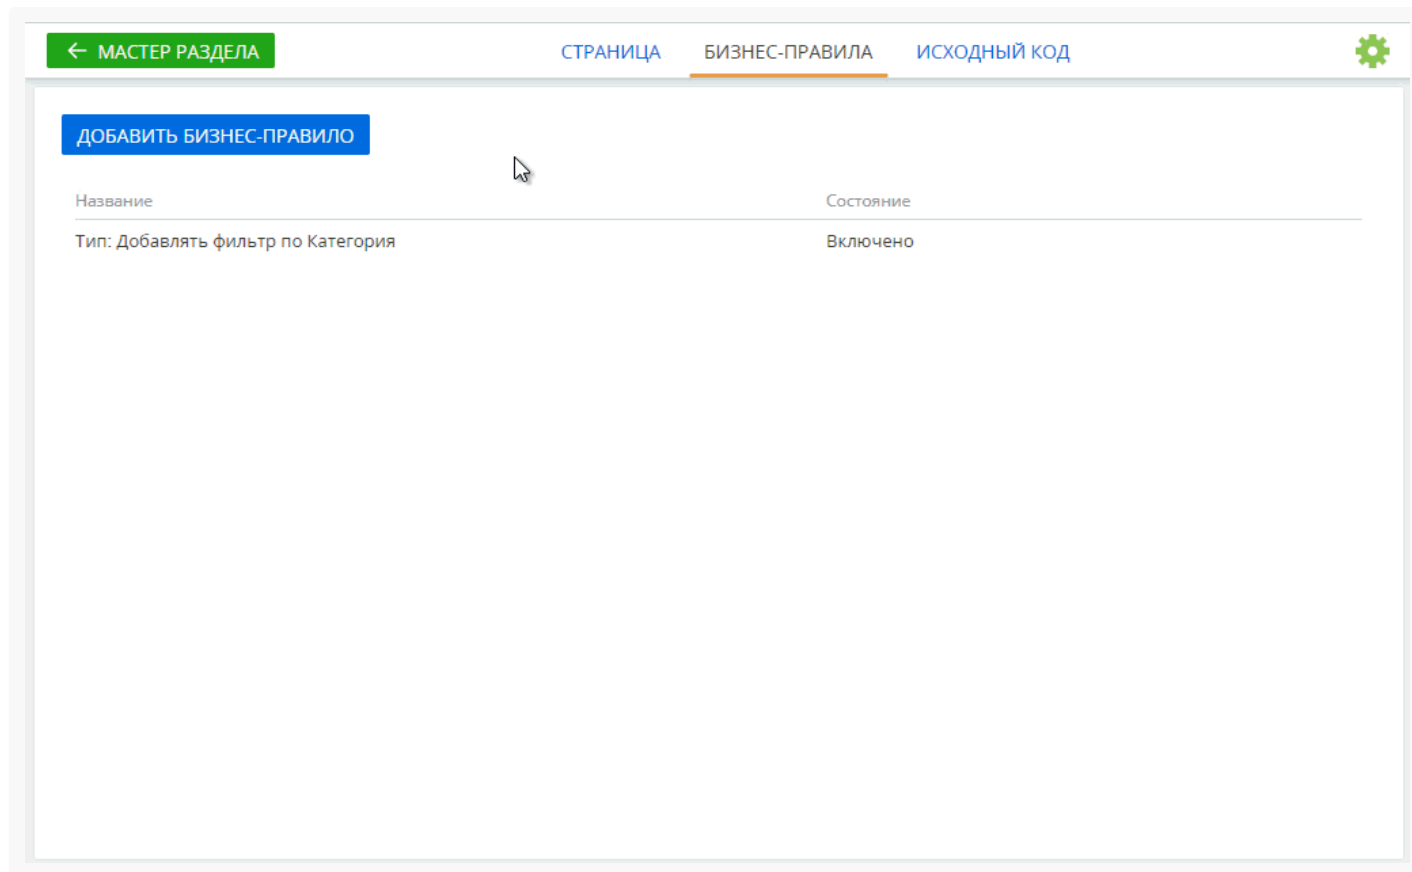 ← МАСТЕР РАЗДЕЛА СТРАНИЦА БИЗНЕС-ПРАВИЛА ИСХОДНЫЙ КОД
ДОБАВИТЬ БИЗНЕС-ПРАВИЛО
Название Состояние
Тип: Добавлять фильтр по Категория Включено